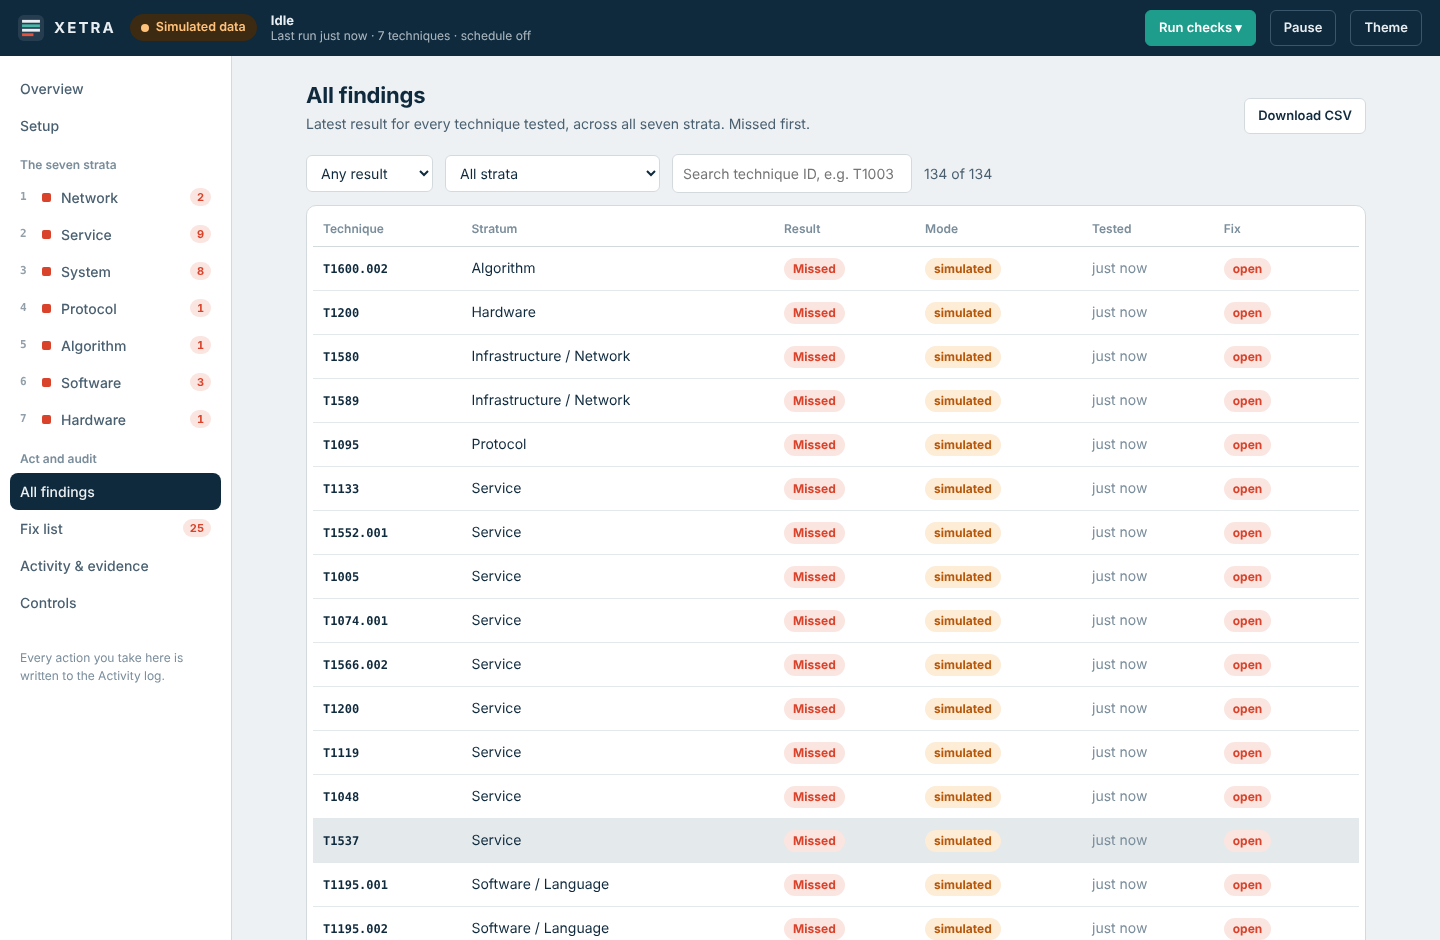 XETRA
Simulated data
Idle
Last run just now · 7 techniques · schedule off
Run checks ▾
Pause
Theme
Overview
Setup
The seven strata
1 Network 2
2 Service 9
3 System 8
4 Protocol 1
5 Algorithm 1
6 Software 3
7 Hardware 1
Act and audit
All findings
Fix list 25
Activity & evidence
Controls
Every action you take here is
written to the Activity log.
All findings
Latest result for every technique tested, across all seven strata. Missed first.
Download CSV
Any result
All strata
Search technique ID, e.g. T1003
134 of 134
Technique Stratum Result Mode Tested Fix
T1600.002 Algorithm Missed simulated just now open
T1200 Hardware Missed simulated just now open
T1580 Infrastructure / Network Missed simulated just now open
T1589 Infrastructure / Network Missed simulated just now open
T1095 Protocol Missed simulated just now open
T1133 Service Missed simulated just now open
T1552.001 Service Missed simulated just now open
T1005 Service Missed simulated just now open
T1074.001 Service Missed simulated just now open
T1566.002 Service Missed simulated just now open
T1200 Service Missed simulated just now open
T1119 Service Missed simulated just now open
T1048 Service Missed simulated just now open
T1537 Service Missed simulated just now open
T1195.001 Software / Language Missed simulated just now open
T1195.002 Software / Language Missed simulated just now open